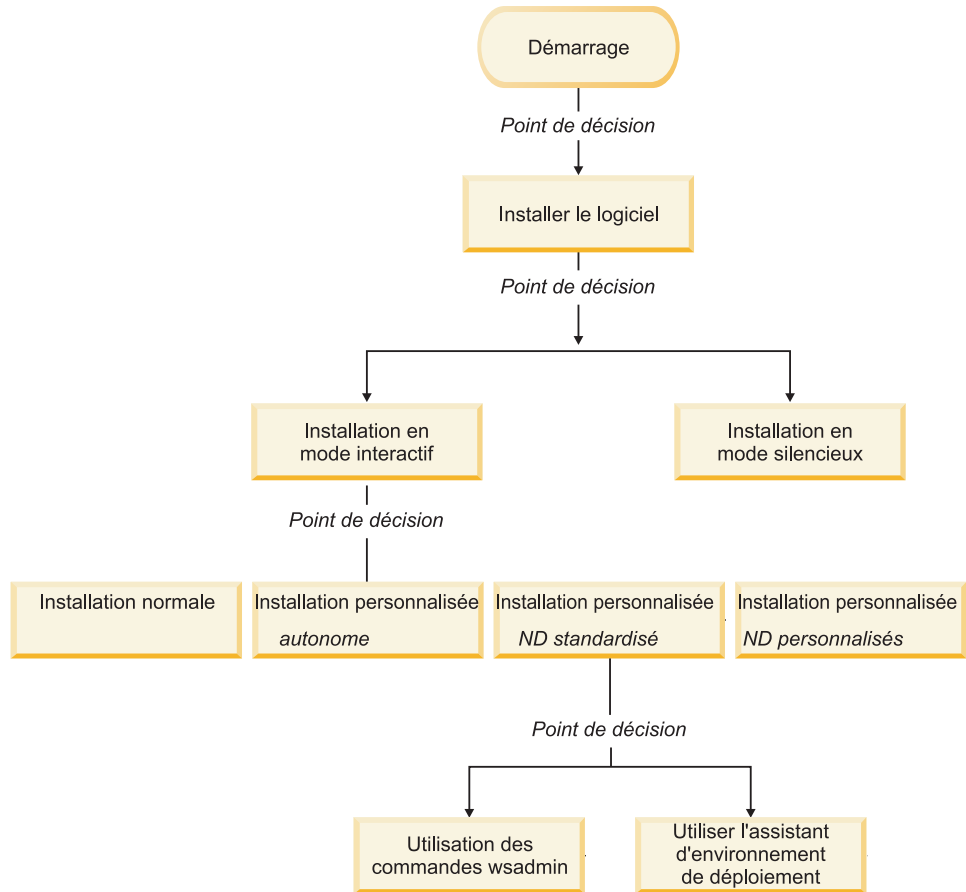 Démarrage
Point de décision
Installer le logiciel
Point de décision
Installation en
mode interactif
Installation en
mode silencieux
Point de décision
Installation normale
Installation personnalisée
autonome
Installation personnalisée
ND standardisé
Installation personnalisée
ND personnalisés
Point de décision
Utilisation des
commandes wsadmin
Utiliser l'assistant
d'environnement
de déploiement